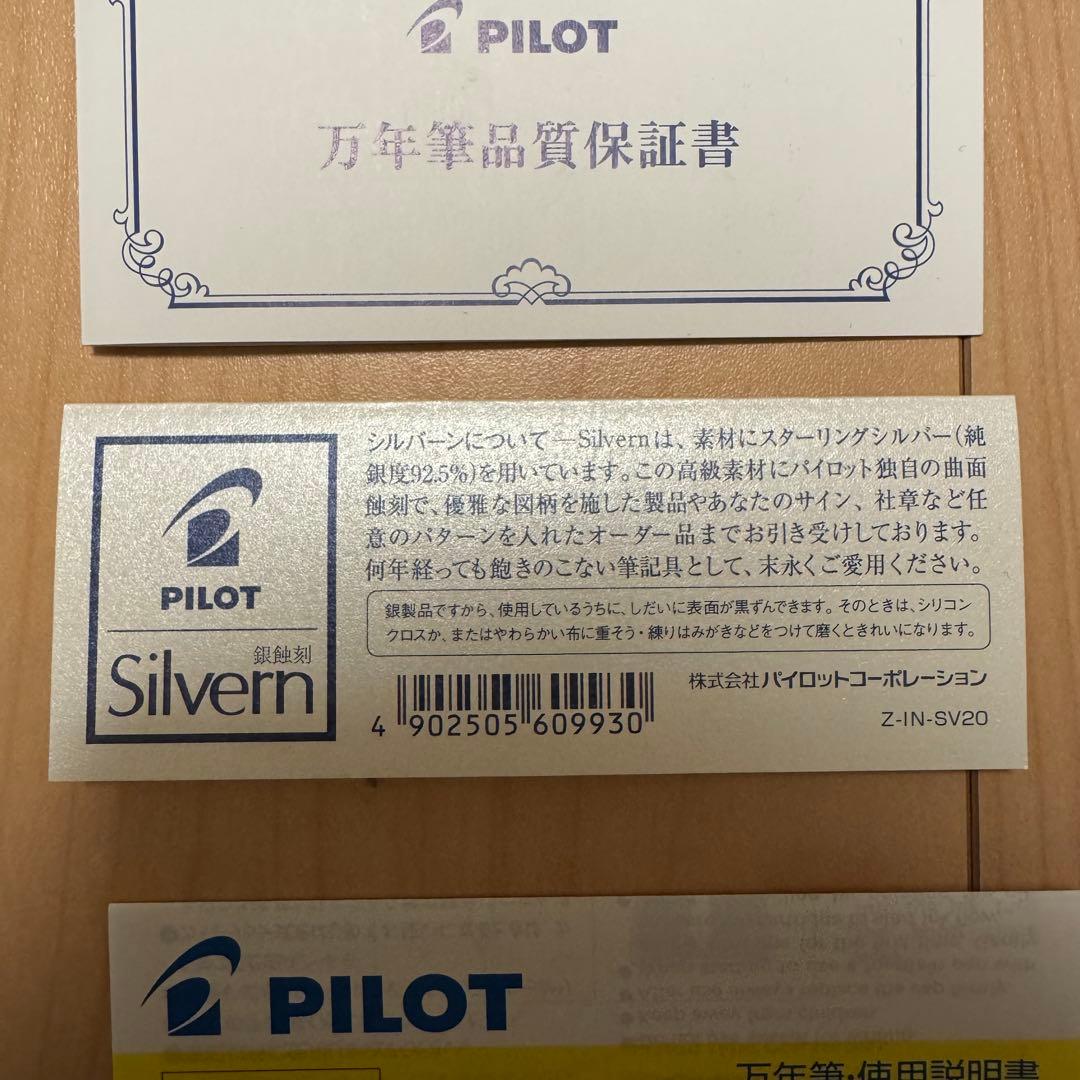 PILOT
万年筆品質保証書
シルバーンについて—Silvernは、素材にスターリングシルバー(純
銀度92.5%)を用いています。この高級素材にパイロット独自の曲面
蝕刻で、優雅な図柄を施した製品やあなたのサイン、社章など任
意のパターンを入れたオーダー品までお引き受けしております。
何年経っても飽きのこない筆記具として、末永くご愛用ください。
銀製品ですから、使用しているうちに、しだいに表面が黒ずんできます。そのときは、シリコン
クロスか、またはやわらかい布に重そう・練りはみがきなどをつけて磨くときれいになります。
PILOT
銀蝕刻
Silvern
4 902505 609930
株式会社パイロットコーポレーション
Z-IN-SV20
PILOT
万年筆・使用説明書